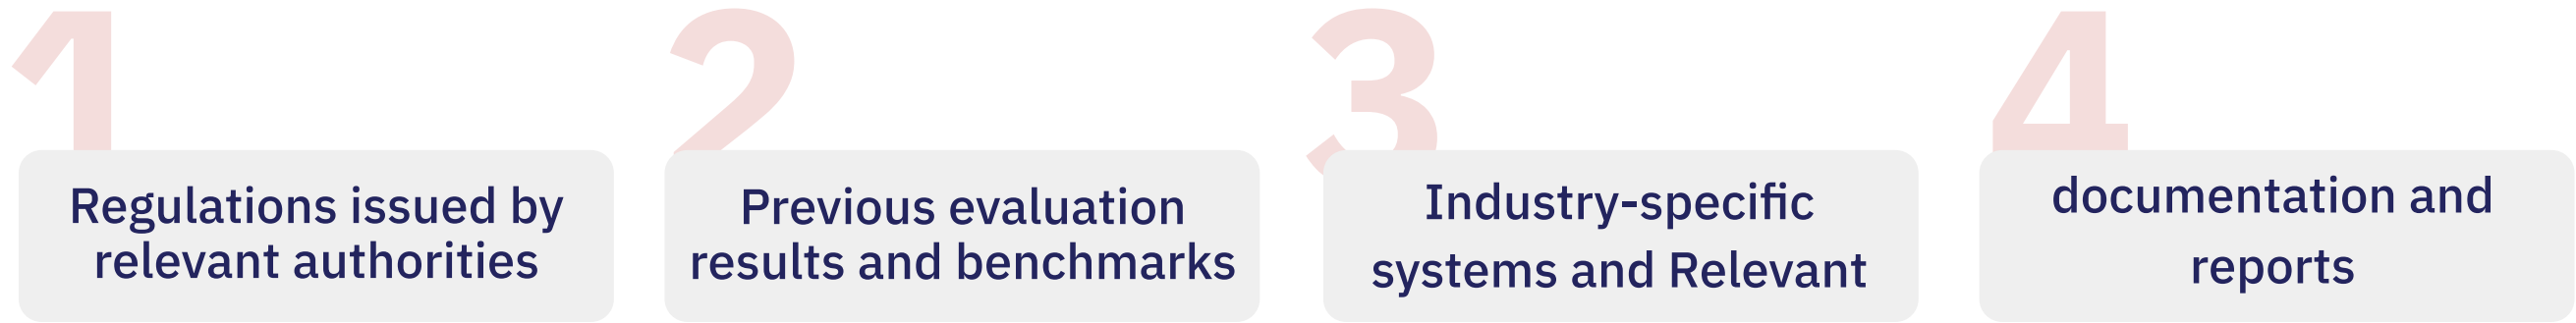 1
Regulations issued by
relevant authorities
2
Previous evaluation
results and benchmarks
3
Industry-specific
systems and Relevant
4
documentation and
reports